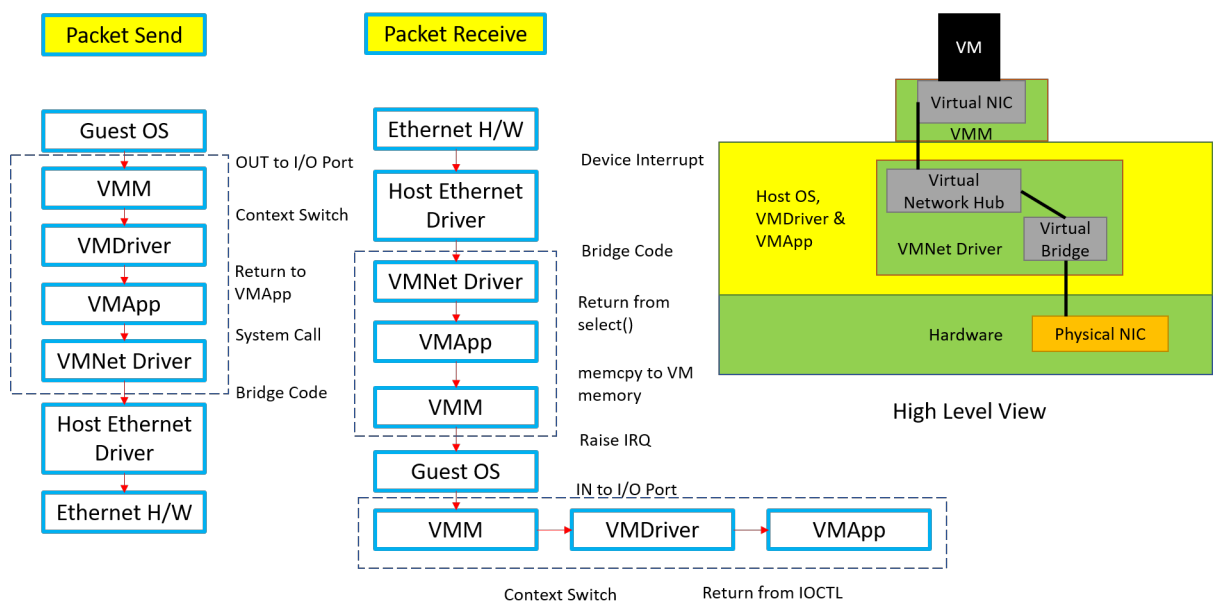 Packet Send
Guest OS
OUT to I/O Port
VMM
Context Switch
VMDriver
Return to
VMApp
VMApp
System Call
VMNet Driver
Bridge Code
Host Ethernet
Driver
Ethernet H/W
Packet Receive
Ethernet H/W
Device Interrupt
Host Ethernet
Driver
Bridge Code
VMNet Driver
Return from
select()
VMApp
memcpy to VM
memory
VMM
Raise IRQ
Guest OS
IN to I/O Port
VMM
VMDriver
VMApp
Context Switch
Return from IOCTL
VM
Virtual NIC
VMM
Host OS,
VMDriver &
VMApp
Virtual
Network Hub
Virtual
Bridge
VMNet Driver
Hardware
Physical NIC
High Level View